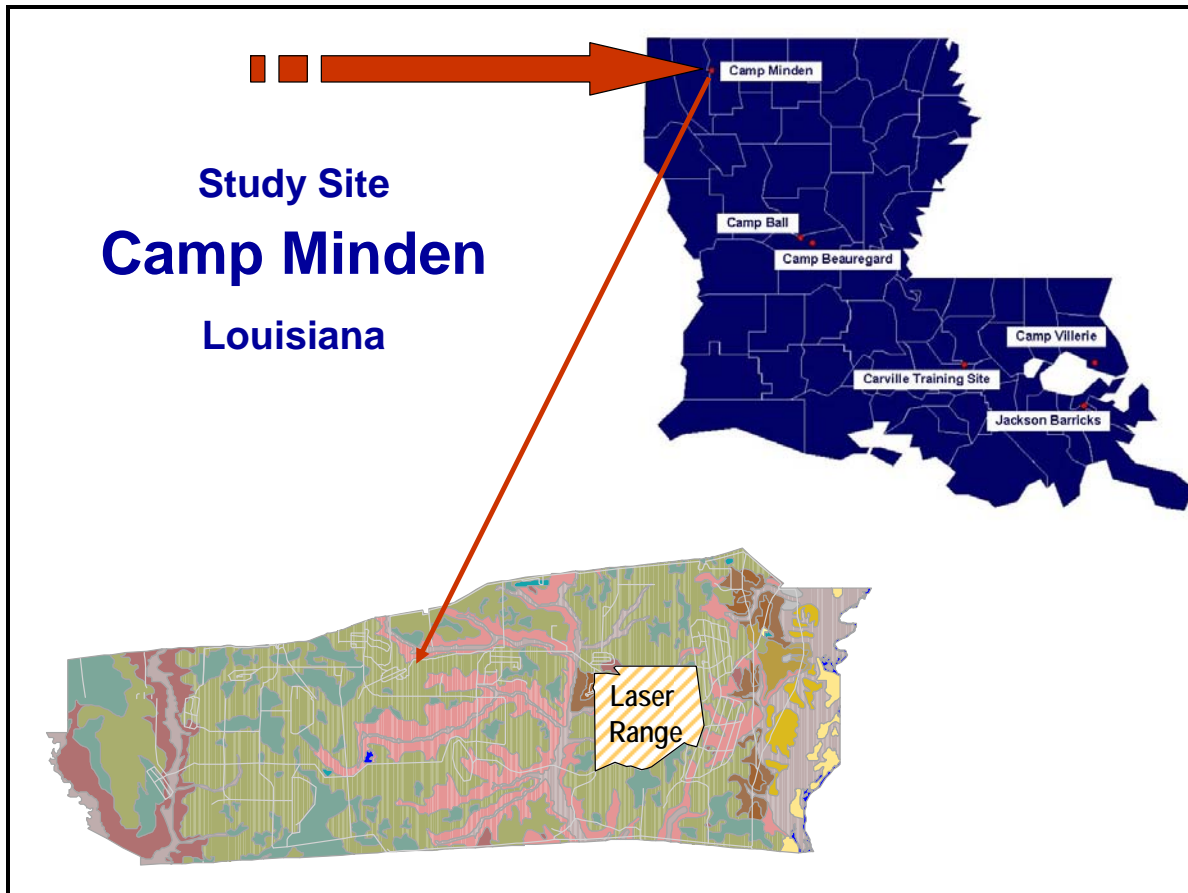 Study Site
Camp Minden
Louisiana
Camp Minden
Camp Ball
Camp Beauregard
Camp Villerie
Carville Training Site
Jackson Barricks
Laser
Range